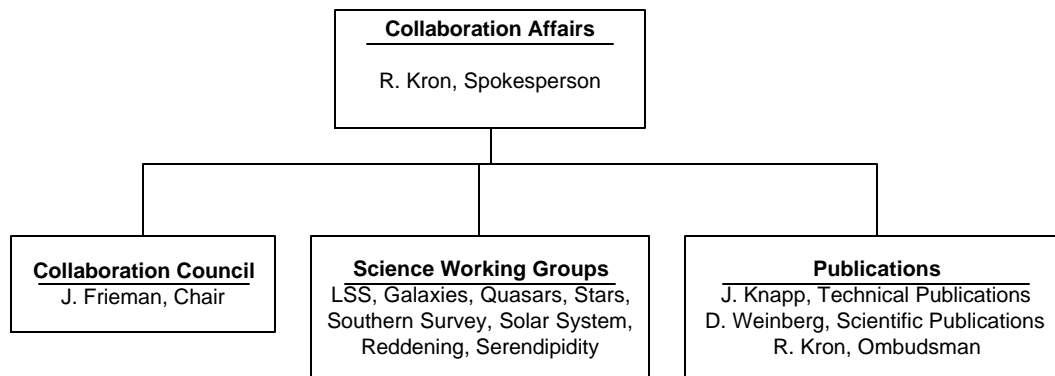 Collaboration Affairs
R. Kron, Spokesperson
Collaboration Council
J. Frieman, Chair
Science Working Groups
LSS, Galaxies, Quasars, Stars,
Southern Survey, Solar System,
Reddening, Serendipidity
Publications
J. Knapp, Technical Publications
D. Weinberg, Scientific Publications
R. Kron, Ombudsman